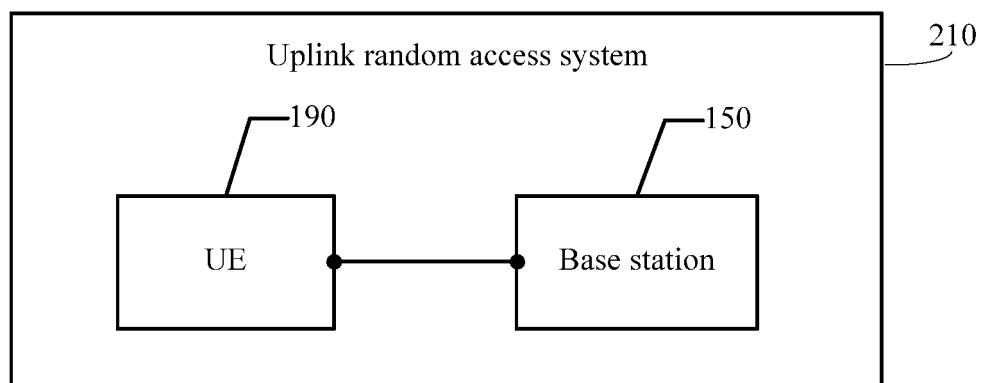 210
Uplink random access system
190
150
UE
Base station